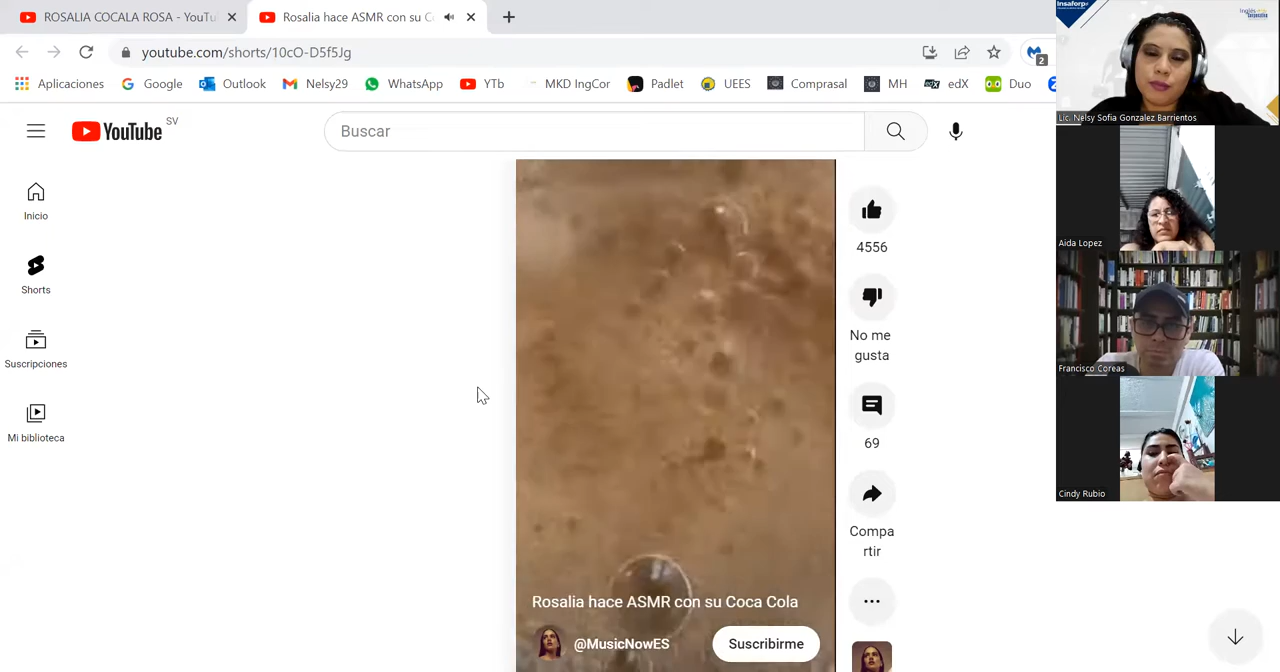 ROSALIA COCALA ROSA - YouTu
Rosalia hace ASMR con su C
youtube.com/shorts/10cO-D5f5Jg
2
Aplicaciones
Google
Outlook
Nelsy29
WhatsApp
YTb
MKD IngCor
Padlet
UEES
Comprasal
MH
edX
Duo
YouTube SV
Buscar
Inicio
Shorts
Suscripciones
Mi biblioteca
4556
No me
gusta
69
Compa
rtir
Rosalia hace ASMR con su Coca Cola
@MusicNowES
Suscribirme
Insaforp
Inglés
Lic. Nelsy Sofia Gonzalez Barrientos
Aida Lopez
Francisco Coreas
Cindy Rubio